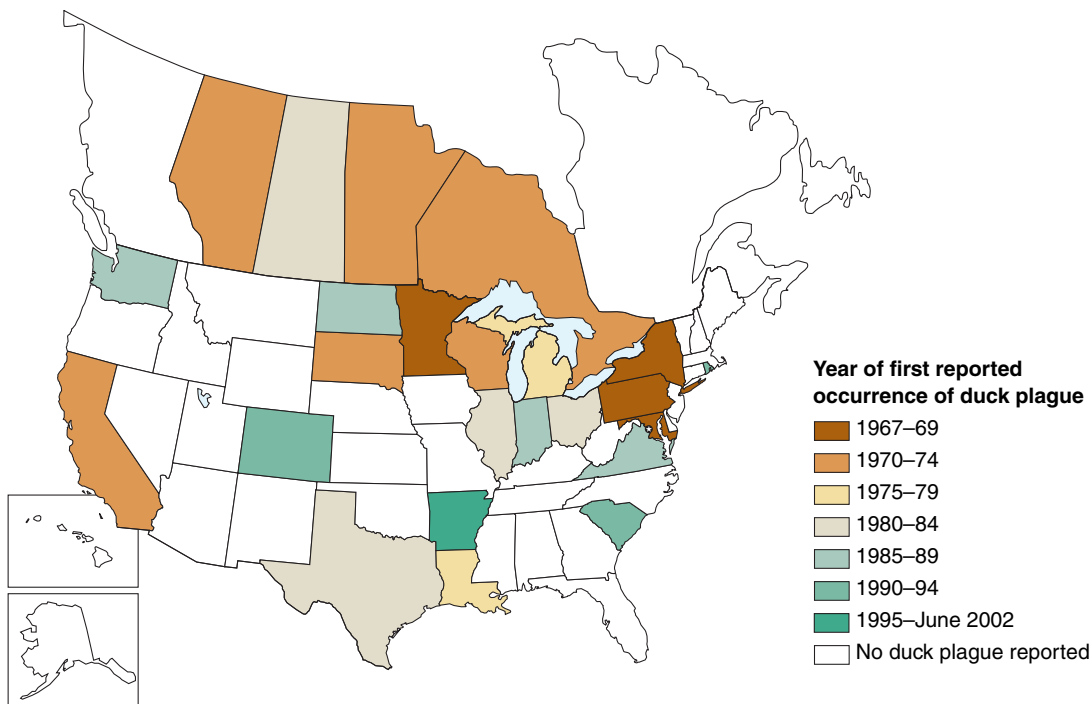 Year of first reported
occurrence of duck plague
1967–69
1970–74
1975–79
1980–84
1985–89
1990–94
1995–June 2002
No duck plague reported